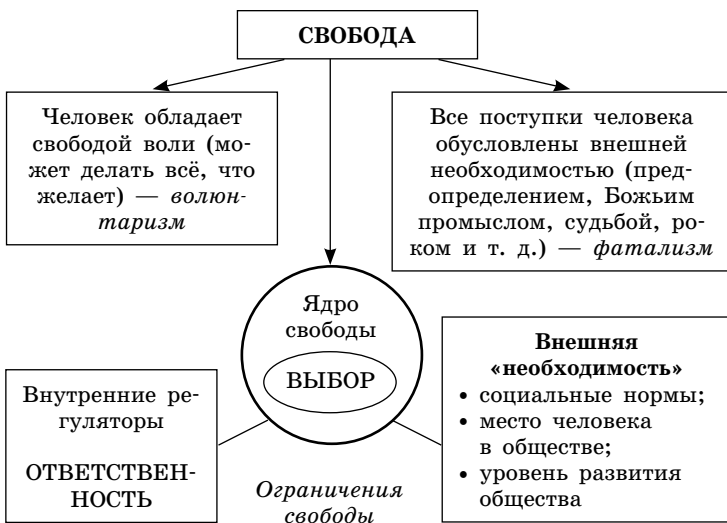 СВОБОДА
Человек обладает
свободой воли (мо-
жет делать всё, что
желает) — волюн-
таризм
Все поступки человека
обусловлены внешней
необходимостью (пред-
определением, Божьим
промыслом, судьбой, ро-
ком и т. д.) — фатализм
Ядро
свободы
ВЫБОР
Внутренние ре-
гуляторы
ОТВЕТСТВЕН-
НОСТЬ
Внешняя
«необходимость»
• социальные нормы;
• место человека
в обществе;
• уровень развития
общества
Ограничения
свободы